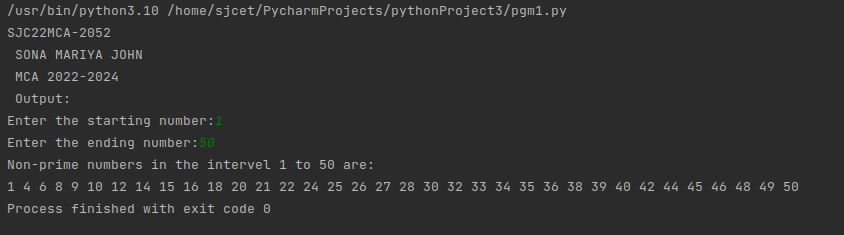 /usr/bin/python3.10 /home/sjcet/PycharmProjects/pythonProject3/pgm1.py
SJC22MCA-2052
SONA MARIYA JOHN
MCA 2022-2024
Output:
Enter the starting number:1
Enter the ending number:50
Non-prime numbers in the intervel 1 to 50 are:
1 4 6 8 9 10 12 14 15 16 18 20 21 22 24 25 26 27 28 30 32 33 34 35 36 38 39 40 42 44 45 46 48 49 50
Process finished with exit code 0